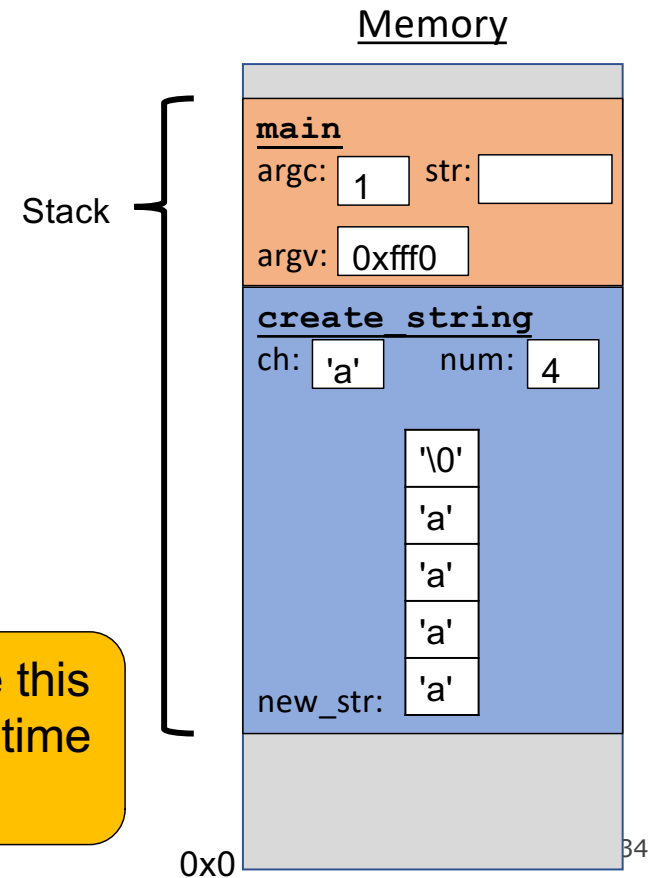 Memory
Stack
main
argc: 1 str:
argv: 0xfff0
create_string
ch: 'a' num: 4
'\0'
'a'
'a'
'a'
new_str: 'a'
this
time
0x0
34